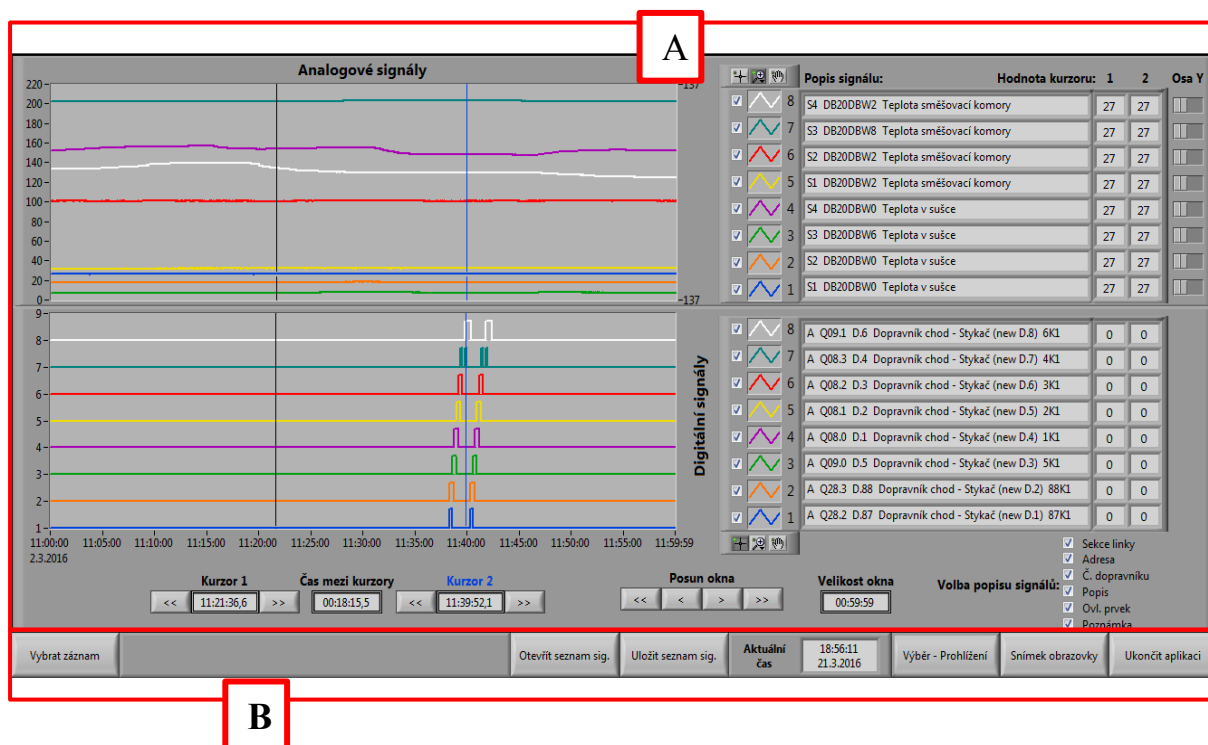 A
Analogové signály
220
200
180
160
140
120
100
80
60
40
20
0
-137
-137
Popis signálu: Hodnota kurzoru: 1 2 Osa Y
8 S4 DB20DBW2 Teplota směšovací komory 27 27
7 S3 DB20DBW8 Teplota směšovací komory 27 27
6 S2 DB20DBW2 Teplota směšovací komory 27 27
5 S1 DB20DBW2 Teplota směšovací komory 27 27
4 S4 DB20DBW0 Teplota v sušce 27 27
3 S3 DB20DBW6 Teplota v sušce 27 27
2 S2 DB20DBW0 Teplota v sušce 27 27
1 S1 DB20DBW0 Teplota v sušce 27 27
9
8
7
6
5
4
3
2
1
Digitální signály
8 A Q09.1 D.6 Dopravník chod - Stykač (new D.8) 6K1 0 0
7 A Q08.3 D.4 Dopravník chod - Stykač (new D.7) 4K1 0 0
6 A Q08.2 D.3 Dopravník chod - Stykač (new D.6) 3K1 0 0
5 A Q08.1 D.2 Dopravník chod - Stykač (new D.5) 2K1 0 0
4 A Q08.0 D.1 Dopravník chod - Stykač (new D.4) 1K1 0 0
3 A Q09.0 D.5 Dopravník chod - Stykač (new D.3) 5K1 0 0
2 A Q28.3 D.88 Dopravník chod - Stykač (new D.2) 88K1 0 0
1 A Q28.2 D.87 Dopravník chod - Stykač (new D.1) 87K1 0 0
11:00:00 11:05:00 11:10:00 11:15:00 11:20:00 11:25:00 11:30:00 11:35:00 11:40:00 11:45:00 11:50:00 11:55:00 11:59:59
2.3.2016
Kurzor 1 Čas mezi kurzory Kurzor 2 Posun okna Velikost okna
<< 11:21:36,6 >> 00:18:15,5 << 11:39:52,1 >> << < > >> 00:59:59
Volba popisu signálů:
Sekce linky
Adresa
Č. dopravníku
Popis
Ovl. prvek
Poznámka
Vybrat záznam
Otevřít seznam sig.
Uložit seznam sig.
Aktuální
čas
18:56:11
21.3.2016
Výběr - Prohlížení
Snímek obrazovky
Ukončit aplikaci
B